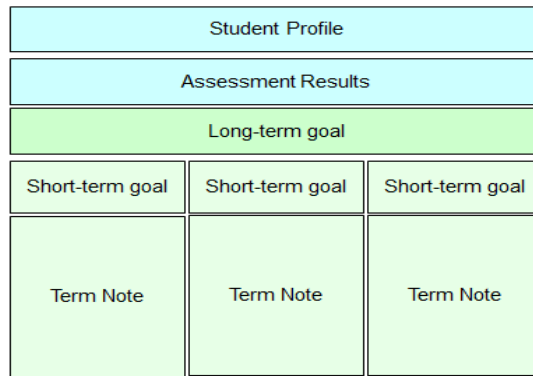 Student Profile
Assessment Results
Long-term goal
Short-term goal
Short-term goal
Short-term goal
Term Note
Term Note
Term Note